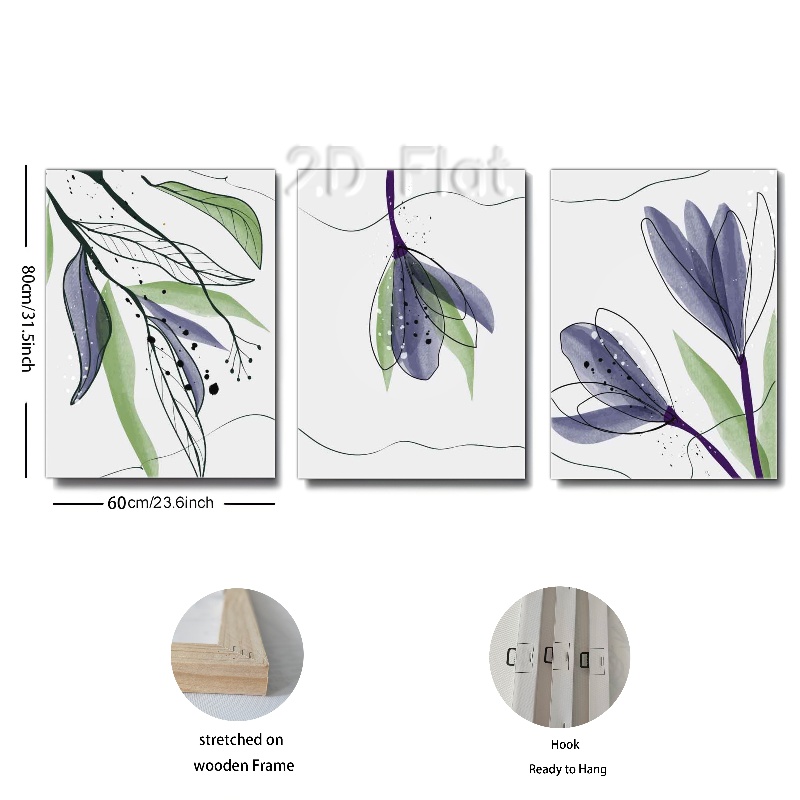 2D Flat
80cm/31.5inch
60cm/23.6inch
stretched on
wooden Frame
Hook
Ready to Hang